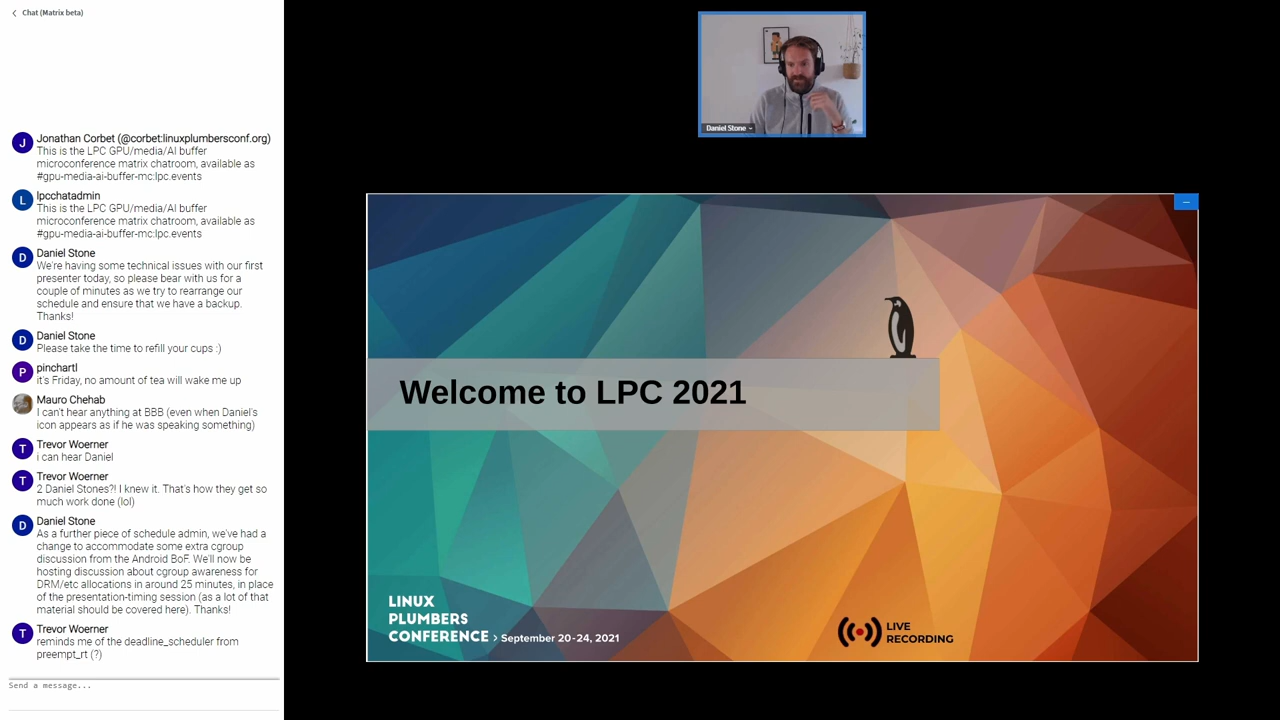 Chat (Matrix beta)
Jonathan Corbet (@corbet:linuxplumbersconf.org)
This is the LPC GPU/media/AI buffer
microconference matrix chatroom, available as
#gpu-media-ai-buffer-mc:lpc.events
lpcchatadmin
This is the LPC GPU/media/AI buffer
microconference matrix chatroom, available as
#gpu-media-ai-buffer-mc:lpc.events
Daniel Stone
We're having some technical issues with our first
presenter today, so please bear with us for a
couple of minutes as we try to rearrange our
schedule and ensure that we have a backup.
Thanks!
Daniel Stone
Please take the time to refill your cups :)
pinchartl
it's Friday, no amount of tea will wake me up
Mauro Chehab
I can't hear anything at BBB (even when Daniel's
icon appears as if he was speaking something)
Trevor Woerner
i can hear Daniel
Trevor Woerner
2 Daniel Stones?! I knew it. That's how they get so
much work done (lol)
Daniel Stone
As a further piece of schedule admin, we've had a
change to accommodate some extra cgroup
discussion from the Android BoF. We'll now be
hosting discussion about cgroup awareness for
DRM/etc allocations in around 25 minutes, in place
of the presentation-timing session (as a lot of that
material should be covered here). Thanks!
Trevor Woerner
reminds me of the deadline_scheduler from
preempt_rt (?)
Send a message...
J
L
D
D
P
T
T
D
T
Daniel Stone
Welcome to LPC 2021
LINUX
PLUMBERS
CONFERENCE > September 20-24, 2021
LIVE
RECORDING